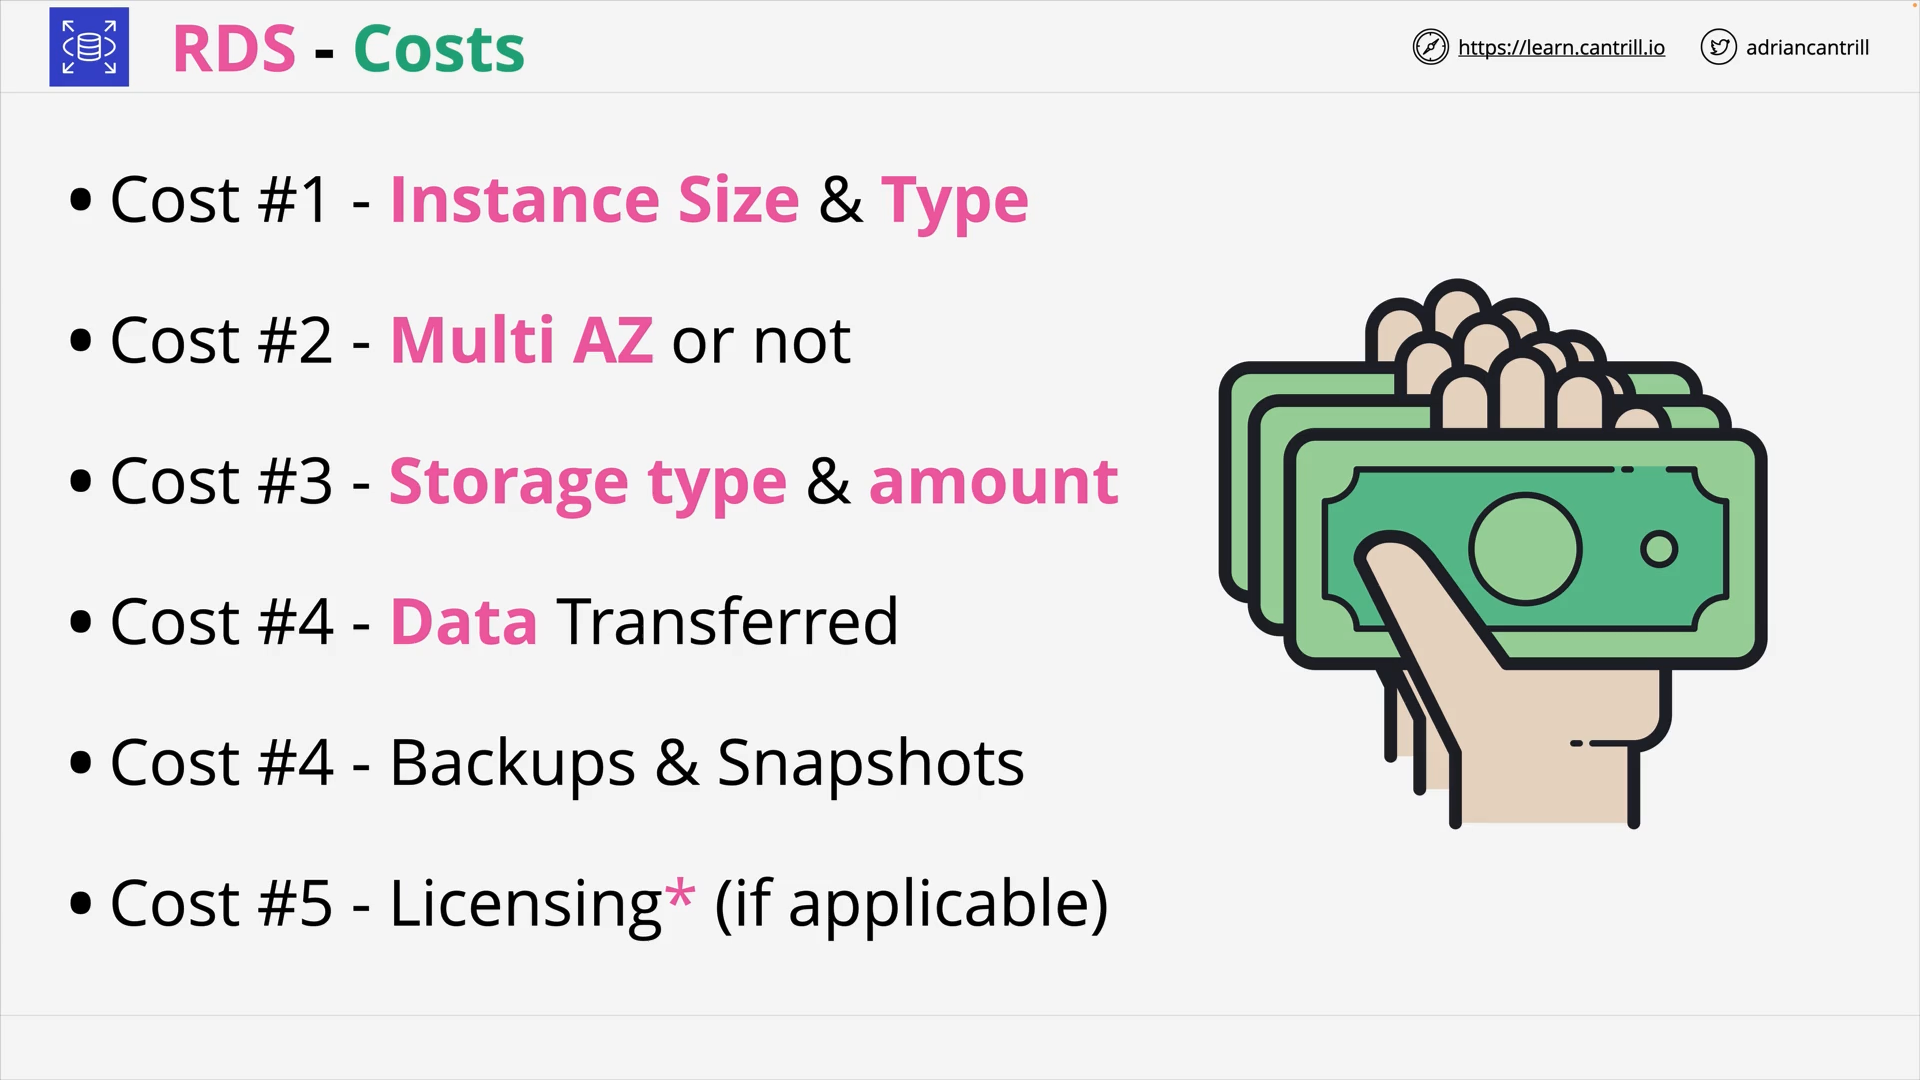 RDS - Costs
https://learn.cantrill.io
adriancantrill
• Cost #1 - Instance Size & Type
• Cost #2 - Multi AZ or not
• Cost #3 - Storage type & amount
• Cost #4 - Data Transferred
• Cost #4 - Backups & Snapshots
• Cost #5 - Licensing* (if applicable)